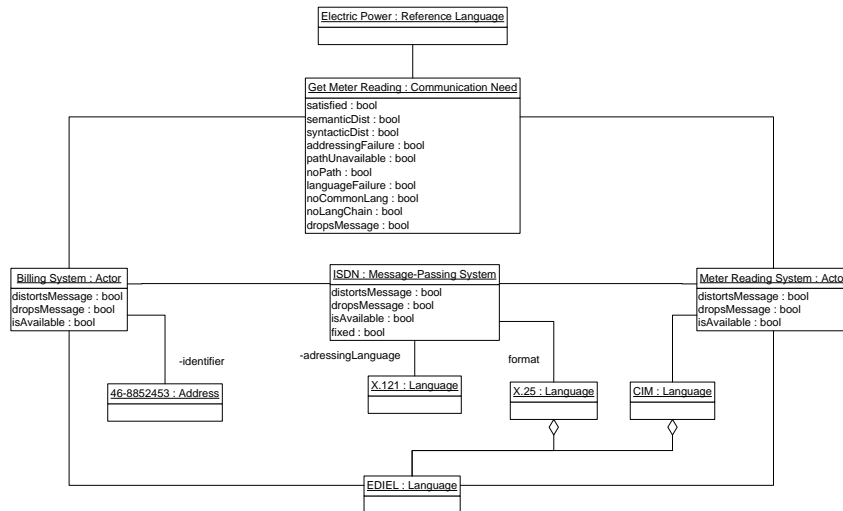 Electric Power : Reference Language
Get Meter Reading : Communication Need
satisfied : bool
semanticDist : bool
syntacticDist : bool
addressingFailure : bool
pathUnavailable : bool
noPath : bool
languageFailure : bool
noCommonLang : bool
noLangChain : bool
dropsMessage : bool
Billing System : Actor
distortsMessage : bool
dropsMessage : bool
isAvailable : bool
ISDN : Message-Passing System
distortsMessage : bool
dropsMessage : bool
isAvailable : bool
fixed : bool
Meter Reading System : Actor
distortsMessage : bool
dropsMessage : bool
isAvailable : bool
-identifier
-adressingLanguage
format
46-8852453 : Address
X.121 : Language
X.25 : Language
CIM : Language
EDIEL : Language